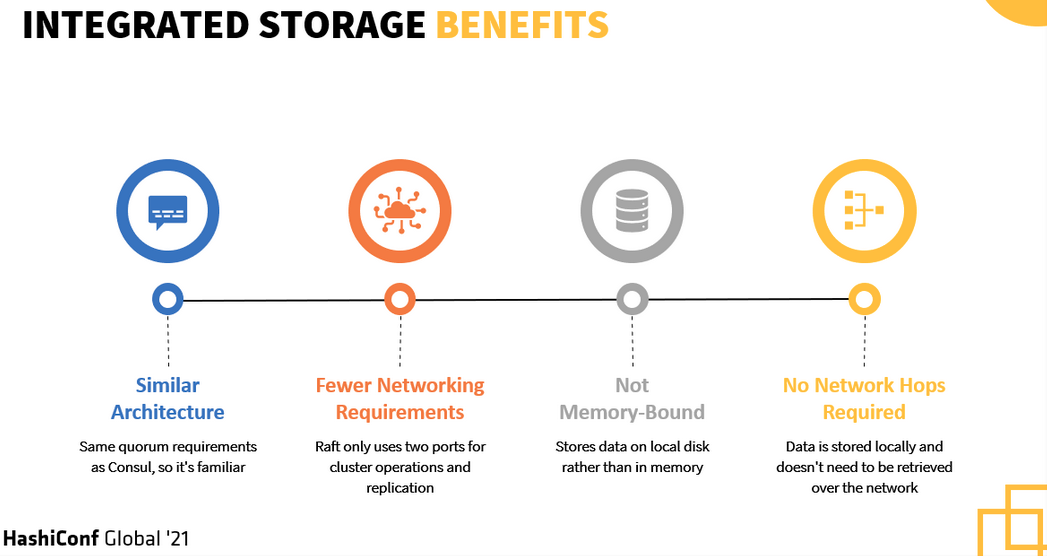 INTEGRATED STORAGE BENEFITS
Similar
Architecture
Same quorum requirements
as Consul, so it's familiar
Fewer Networking
Requirements
Raft only uses two ports for
cluster operations and
replication
Not
Memory-Bound
Stores data on local disk
rather than in memory
No Network Hops
Required
Data is stored locally and
doesn't need to be retrieved
over the network
HashiConf Global '21